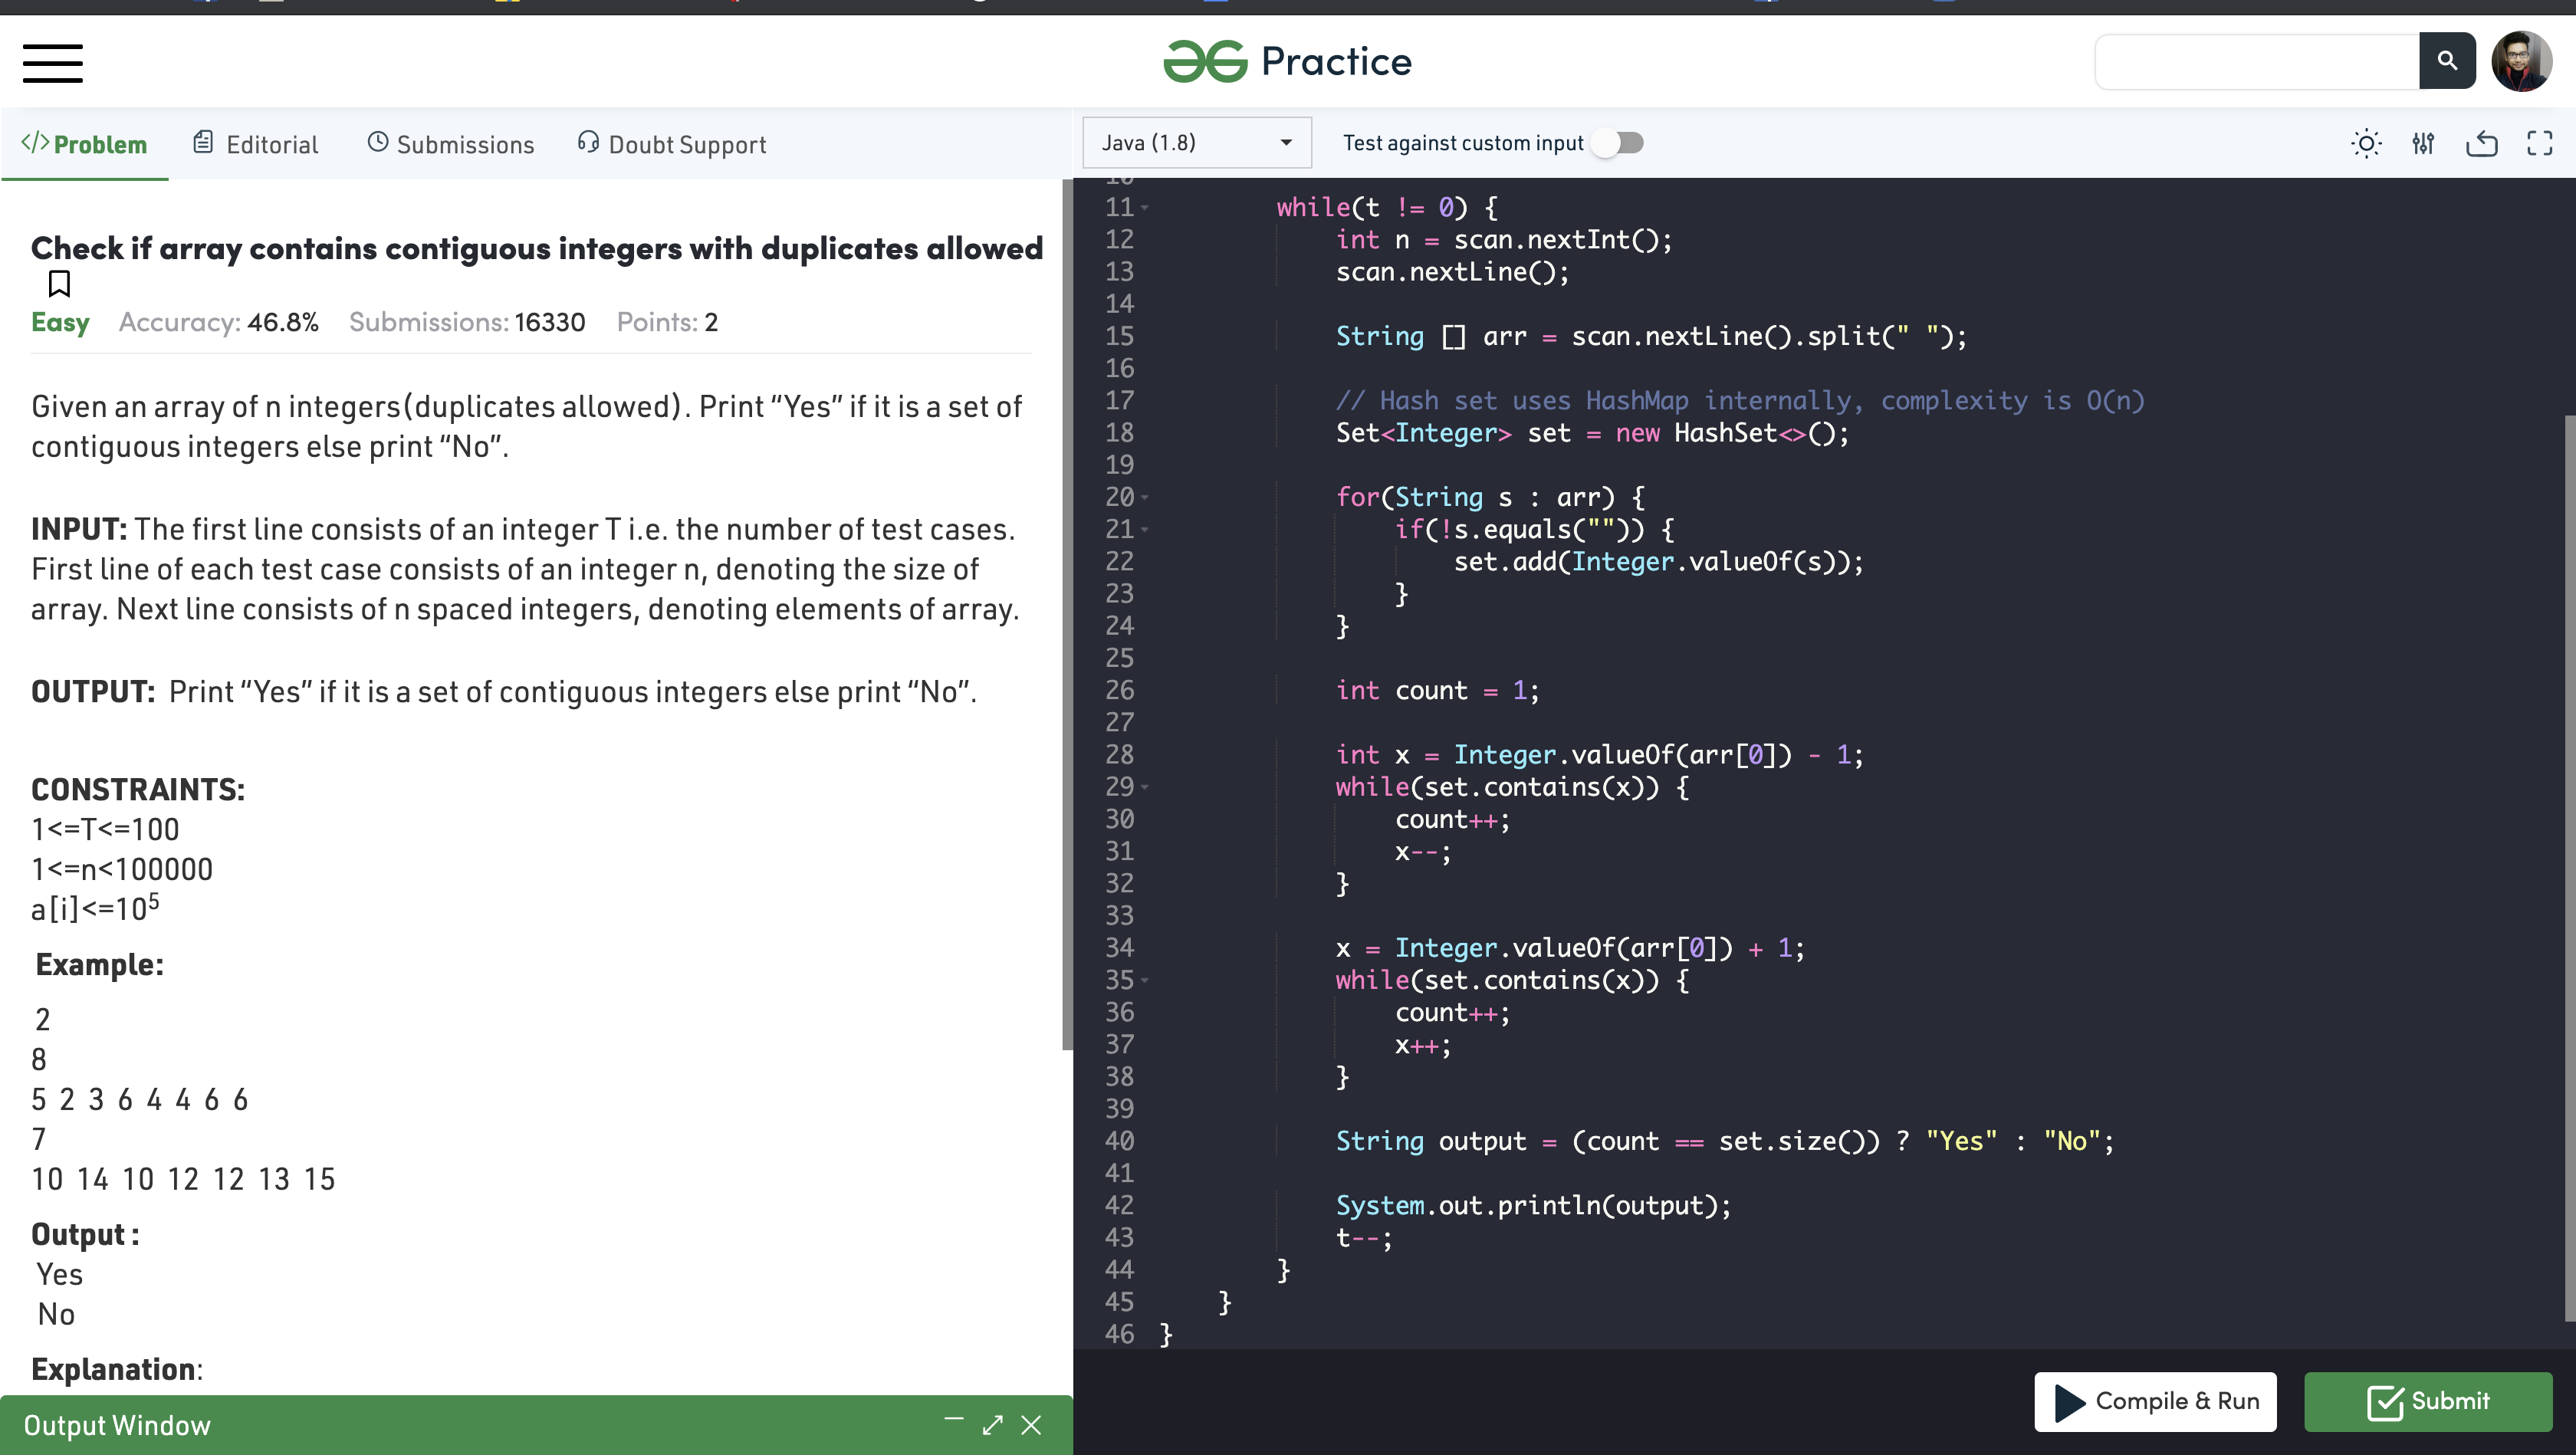 Practice
</> Problem
Editorial
Submissions
Doubt Support
Java (1.8)
Test against custom input
Check if array contains contiguous integers with duplicates allowed
Easy Accuracy: 46.8% Submissions: 16330 Points: 2
Given an array of n integers(duplicates allowed). Print “Yes” if it is a set of
contiguous integers else print “No”.
INPUT: The first line consists of an integer T i.e. the number of test cases.
First line of each test case consists of an integer n, denoting the size of
array. Next line consists of n spaced integers, denoting elements of array.
OUTPUT: Print “Yes” if it is a set of contiguous integers else print “No”.
CONSTRAINTS:
1<=T<=100
1<=n<100000
a[i]<=10⁵
Example:
2
8
5 2 3 6 4 4 6 6
7
10 14 10 12 12 13 15
Output :
Yes
No
Explanation:
Output Window
10
11 while(t != 0) {
12 int n = scan.nextInt();
13 scan.nextLine();
14
15 String [] arr = scan.nextLine().split(" ");
16
17 // Hash set uses HashMap internally, complexity is O(n)
18 Set<Integer> set = new HashSet<>();
19
20 for(String s : arr) {
21 if(!s.equals("")) {
22 set.add(Integer.valueOf(s));
23 }
24 }
25
26 int count = 1;
27
28 int x = Integer.valueOf(arr[0]) - 1;
29 while(set.contains(x)) {
30 count++;
31 x--;
32 }
33
34 x = Integer.valueOf(arr[0]) + 1;
35 while(set.contains(x)) {
36 count++;
37 x++;
38 }
39
40 String output = (count == set.size()) ? "Yes" : "No";
41
42 System.out.println(output);
43 t--;
44 }
45 }
46 }
Compile & Run
Submit